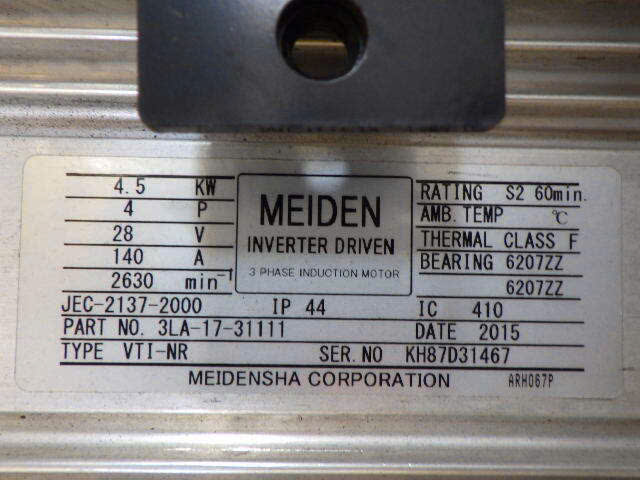 4.5 KW
4 P
28 V
140 A
2630 min⁻¹
MEIDEN
INVERTER DRIVEN
3 PHASE INDUCTION MOTOR
RATING S2 60min.
AMB. TEMP ℃
THERMAL CLASS F
BEARING 6207ZZ
6207ZZ
JEC-2137-2000 IP 44 IC 410
PART NO. 3LA-17-31111 DATE 2015
TYPE VTI-NR SER.NO KH87D31467
MEIDENSHA CORPORATION ARH067P